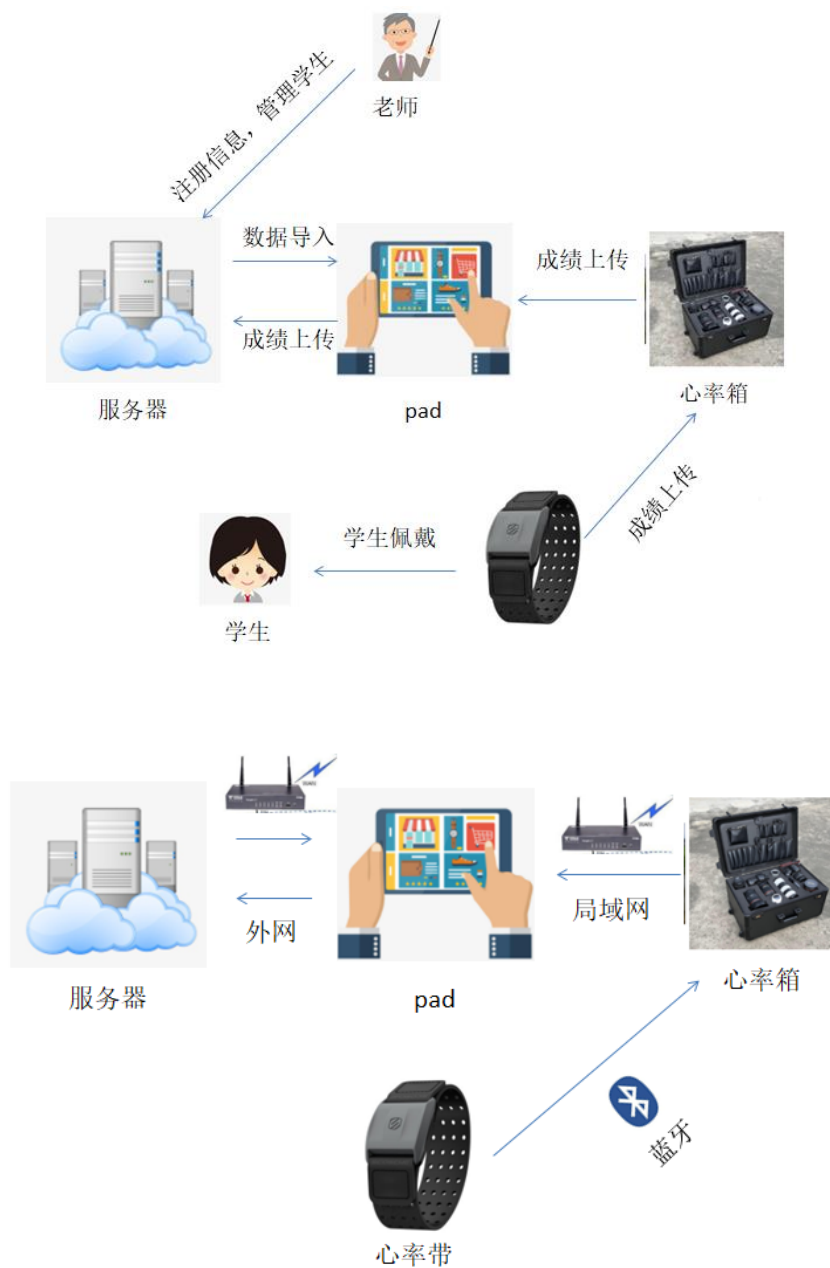 老师
注册信息，管理学生
数据导入
成绩上传
成绩上传
服务器
pad
心率箱
成绩上传
学生佩戴
学生
外网
局域网
服务器
pad
心率箱
蓝牙
心率带